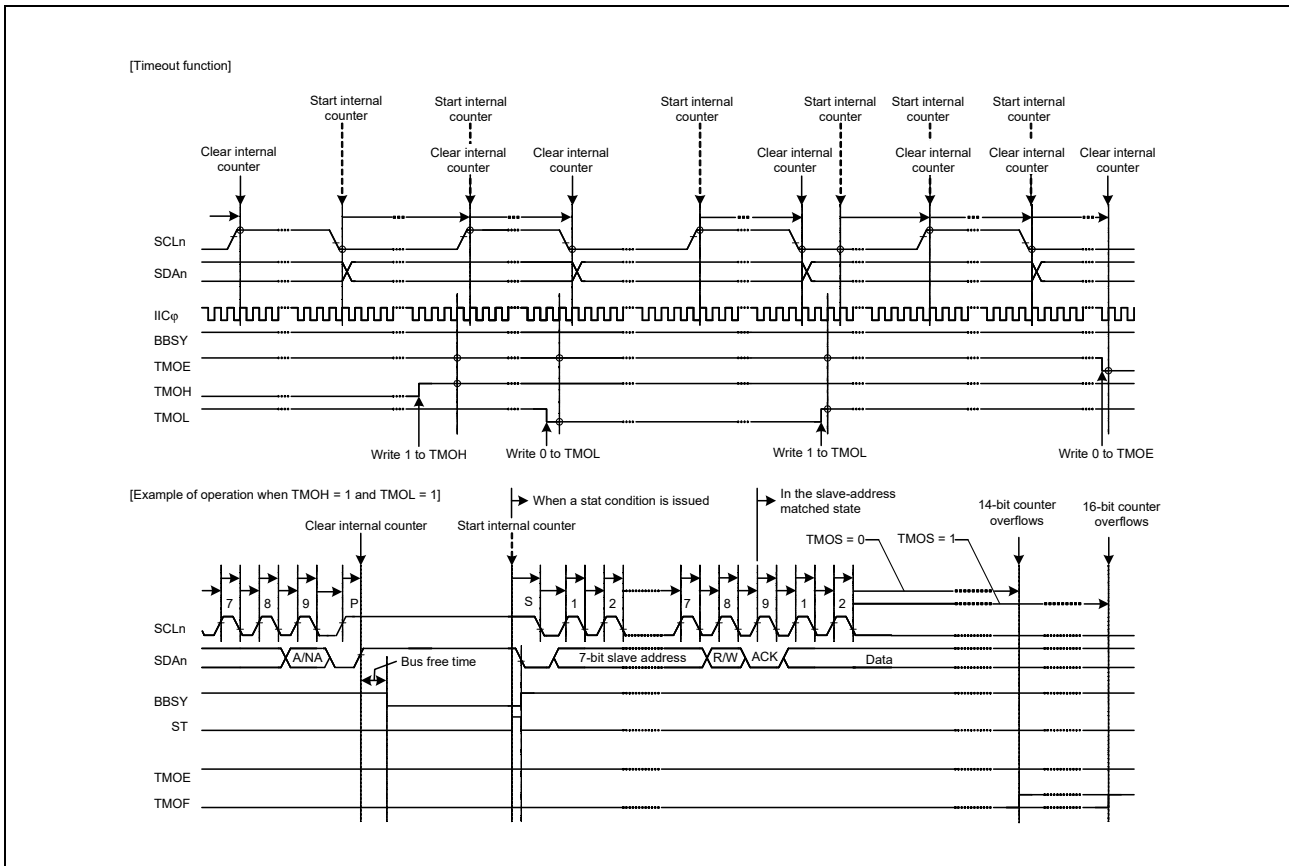 [Timeout function]
Start internal
counter
Start internal
counter
Start internal
counter
Start internal
counter
Start internal
counter
Start internal
counter
Clear internal
counter
Clear internal
counter
Clear internal
counter
Clear internal
counter
Clear internal
counter
Clear internal
counter
Clear internal
counter
SCLn
SDAn
IICφ
BBSY
TMOE
TMOH
TMOL
Write 1 to TMOH
Write 0 to TMOL
Write 1 to TMOL
Write 0 to TMOE
[Example of operation when TMOH = 1 and TMOL = 1]
When a stat condition is issued
In the slave-address
matched state
Clear internal counter
Start internal counter
14-bit counter
overflows
16-bit counter
overflows
TMOS = 0
TMOS = 1
7 8 9 P S 1 2 7 8 9 1 2
SCLn
SDAn
A/NA
7-bit slave address
R/W
ACK
Data
Bus free time
BBSY
ST
TMOE
TMOF